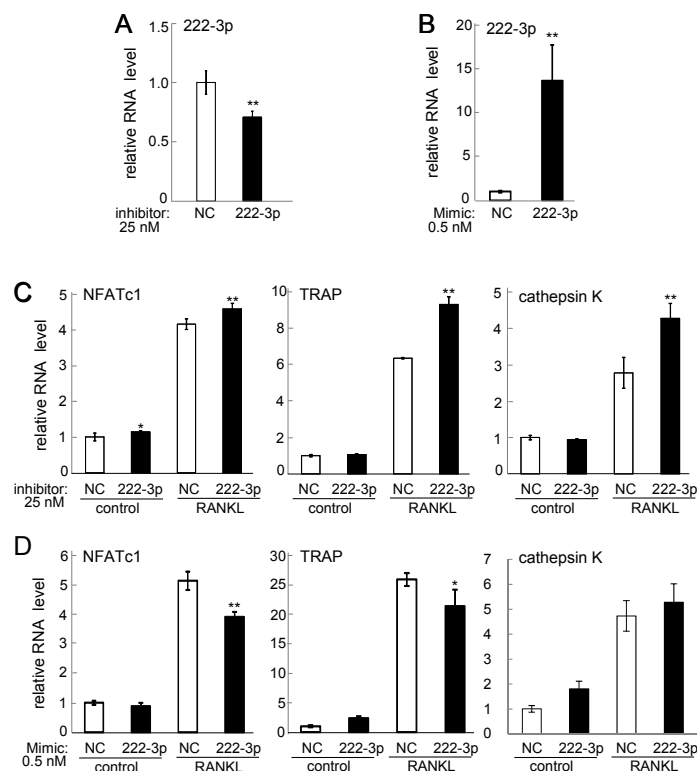 A
222-3p
relative RNA level
1.5
1.0
0.5
0
**
inhibitor:
25 nM
NC 222-3p
B
222-3p
relative RNA level
20
15
10
5
0
**
Mimic:
0.5 nM
NC 222-3p
C
NFATc1
relative RNA level
5
4
3
2
1
0
*
**
inhibitor:
25 nM
NC 222-3p NC 222-3p
control RANKL
TRAP
10
8
6
4
2
0
**
NC 222-3p NC 222-3p
control RANKL
cathepsin K
5
4
3
2
1
0
**
NC 222-3p NC 222-3p
control RANKL
D
NFATc1
relative RNA level
6
5
4
3
2
1
0
**
Mimic:
0.5 nM
NC 222-3p NC 222-3p
control RANKL
TRAP
30
25
20
15
10
5
0
*
NC 222-3p NC 222-3p
control RANKL
cathepsin K
7
6
5
4
3
2
1
0
NC 222-3p NC 222-3p
control RANKL